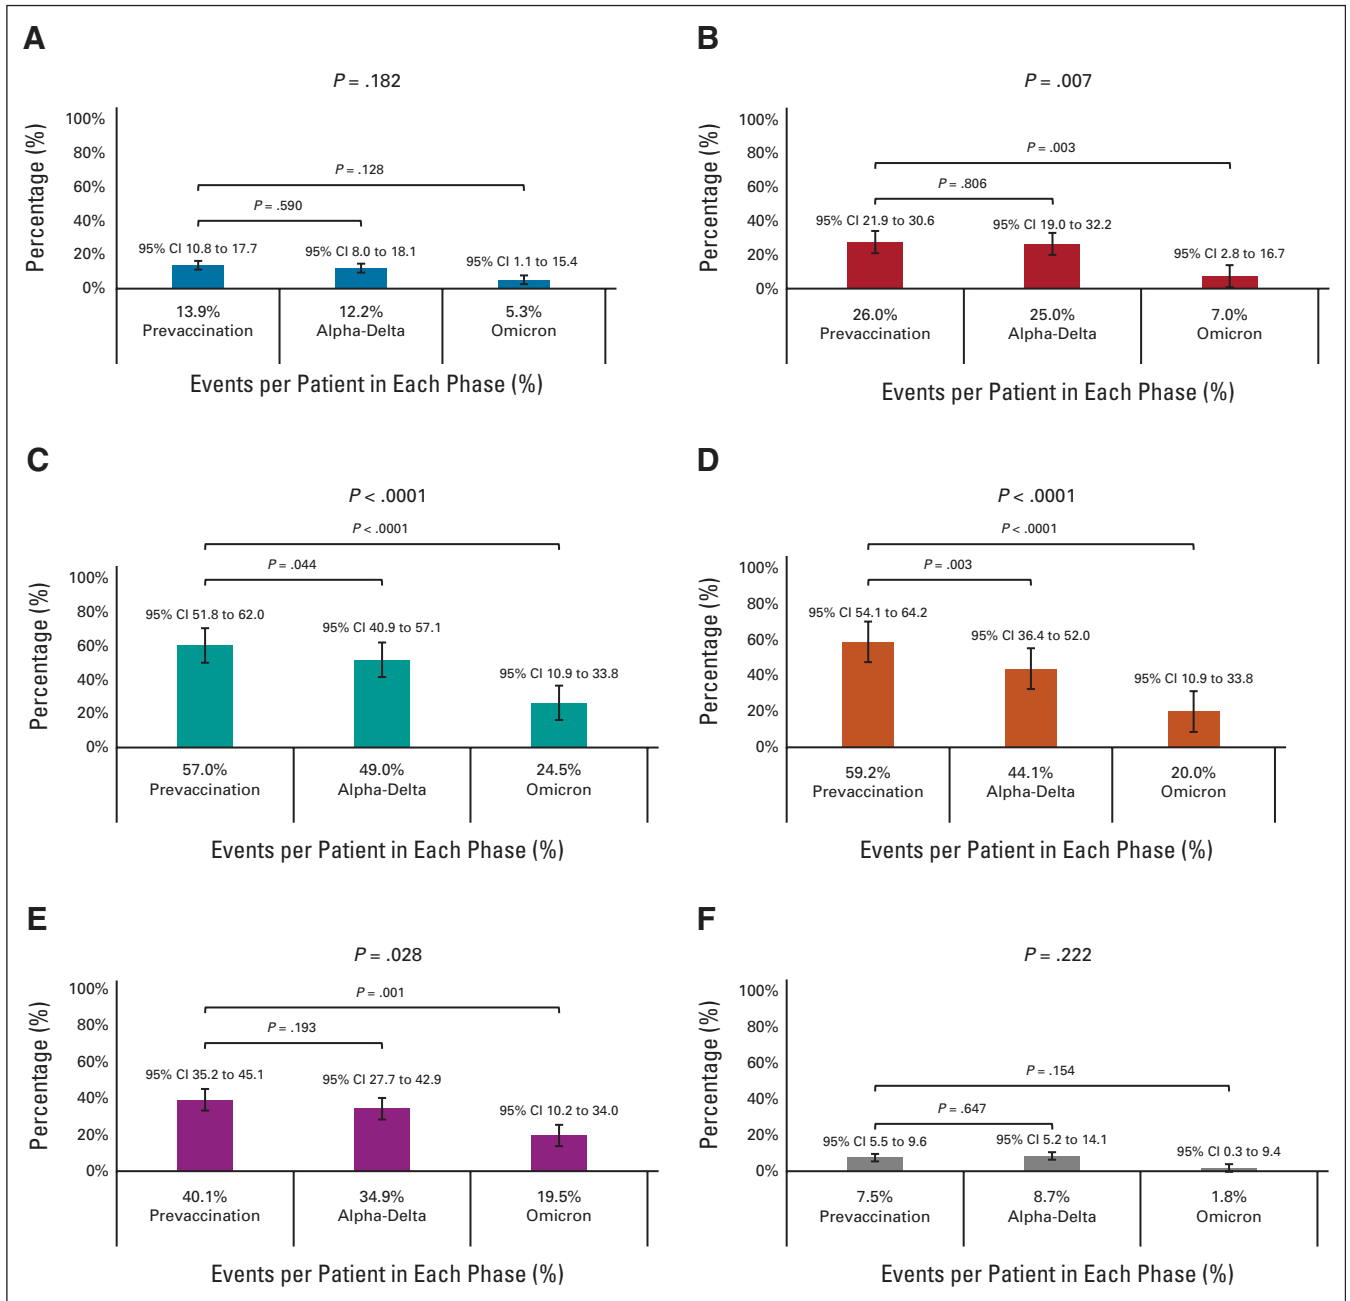 A
P = .182
Percentage (%)
100%
80%
60%
40%
20%
0%
P = .128
P = .590
95% CI 10.8 to 17.7
95% CI 8.0 to 18.1
95% CI 1.1 to 15.4
13.9%
Prevaccination
12.2%
Alpha-Delta
5.3%
Omicron
Events per Patient in Each Phase (%)
B
P = .007
Percentage (%)
100%
80%
60%
40%
20%
0%
P = .003
P = .806
95% CI 21.9 to 30.6
95% CI 19.0 to 32.2
95% CI 2.8 to 16.7
26.0%
Prevaccination
25.0%
Alpha-Delta
7.0%
Omicron
Events per Patient in Each Phase (%)
C
P < .0001
Percentage (%)
100%
80%
60%
40%
20%
0%
P < .0001
P = .044
95% CI 51.8 to 62.0
95% CI 40.9 to 57.1
95% CI 10.9 to 33.8
57.0%
Prevaccination
49.0%
Alpha-Delta
24.5%
Omicron
Events per Patient in Each Phase (%)
D
P < .0001
Percentage (%)
100%
80%
60%
40%
20%
0%
P < .0001
P = .003
95% CI 54.1 to 64.2
95% CI 36.4 to 52.0
95% CI 10.9 to 33.8
59.2%
Prevaccination
44.1%
Alpha-Delta
20.0%
Omicron
Events per Patient in Each Phase (%)
E
P = .028
Percentage (%)
100%
80%
60%
40%
20%
0%
P = .001
P = .193
95% CI 35.2 to 45.1
95% CI 27.7 to 42.9
95% CI 10.2 to 34.0
40.1%
Prevaccination
34.9%
Alpha-Delta
19.5%
Omicron
Events per Patient in Each Phase (%)
F
P = .222
Percentage (%)
100%
80%
60%
40%
20%
0%
P = .154
P = .647
95% CI 5.5 to 9.6
95% CI 5.2 to 14.1
95% CI 0.3 to 9.4
7.5%
Prevaccination
8.7%
Alpha-Delta
1.8%
Omicron
Events per Patient in Each Phase (%)